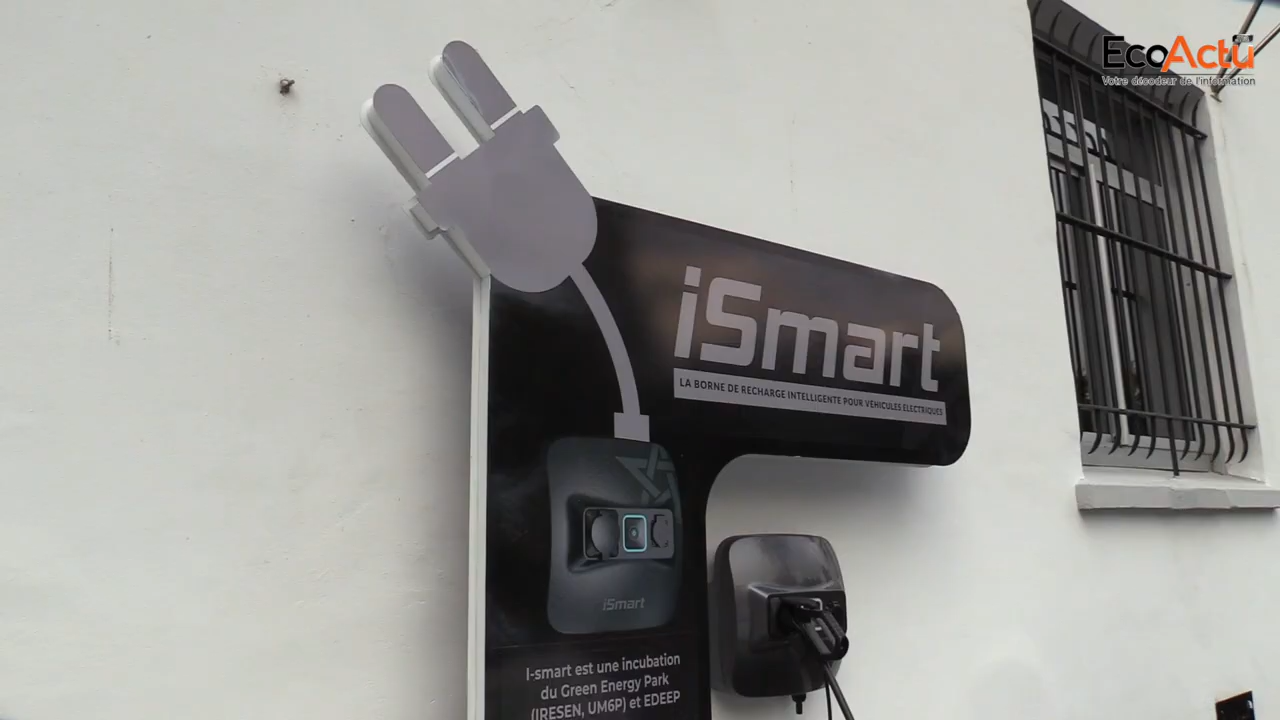 EcoActu
Votre décodeur de l'information
iSmart
LA BORNE DE RECHARGE INTELLIGENTE POUR VÉHICULES ÉLECTRIQUES
iSmart
I-smart est une incubation
du Green Energy Park
(IRESEN, UM6P) et EDEEP